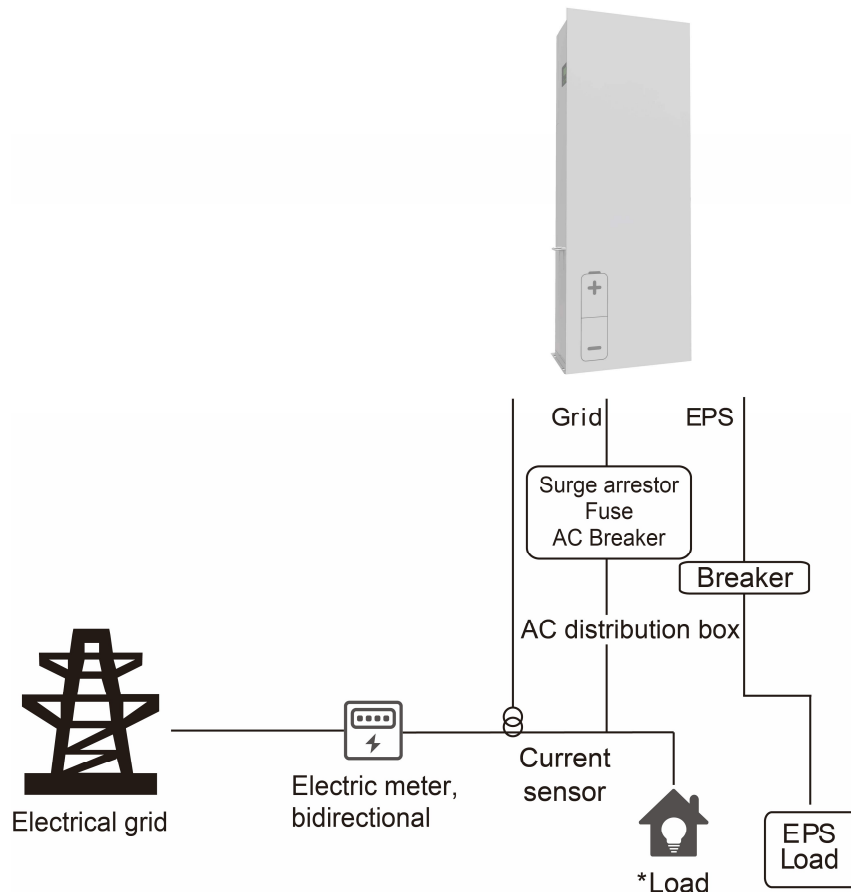 Grid
EPS
Surge arrestor
Fuse
AC Breaker
Breaker
AC distribution box
Current
sensor
Electric meter,
bidirectional
Electrical grid
*Load
EPS
Load